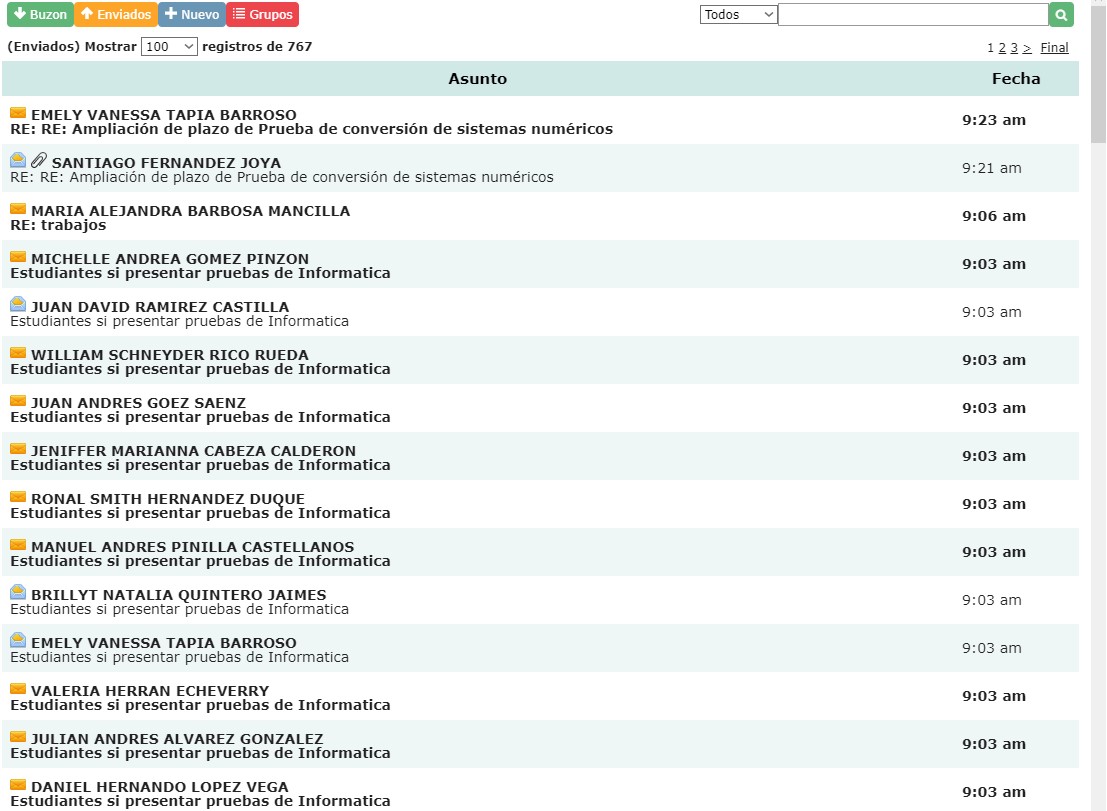 Buzon Enviados Nuevo Grupos Todos
(Enviados) Mostrar 100 registros de 767 1 2 3 > Final
Asunto Fecha
EMELY VANESSA TAPIA BARROSO
RE: RE: Ampliación de plazo de Prueba de conversión de sistemas numéricos 9:23 am
SANTIAGO FERNANDEZ JOYA
RE: RE: Ampliación de plazo de Prueba de conversión de sistemas numéricos 9:21 am
MARIA ALEJANDRA BARBOSA MANCILLA
RE: trabajos 9:06 am
MICHELLE ANDREA GOMEZ PINZON
Estudiantes si presentar pruebas de Informatica 9:03 am
JUAN DAVID RAMIREZ CASTILLA
Estudiantes si presentar pruebas de Informatica 9:03 am
WILLIAM SCHNEYDER RICO RUEDA
Estudiantes si presentar pruebas de Informatica 9:03 am
JUAN ANDRES GOEZ SAENZ
Estudiantes si presentar pruebas de Informatica 9:03 am
JENIFFER MARIANNA CABEZA CALDERON
Estudiantes si presentar pruebas de Informatica 9:03 am
RONAL SMITH HERNANDEZ DUQUE
Estudiantes si presentar pruebas de Informatica 9:03 am
MANUEL ANDRES PINILLA CASTELLANOS
Estudiantes si presentar pruebas de Informatica 9:03 am
BRILLYT NATALIA QUINTERO JAIMES
Estudiantes si presentar pruebas de Informatica 9:03 am
EMELY VANESSA TAPIA BARROSO
Estudiantes si presentar pruebas de Informatica 9:03 am
VALERIA HERRAN ECHEVERRY
Estudiantes si presentar pruebas de Informatica 9:03 am
JULIAN ANDRES ALVAREZ GONZALEZ
Estudiantes si presentar pruebas de Informatica 9:03 am
DANIEL HERNANDO LOPEZ VEGA
Estudiantes si presentar pruebas de Informatica 9:03 am